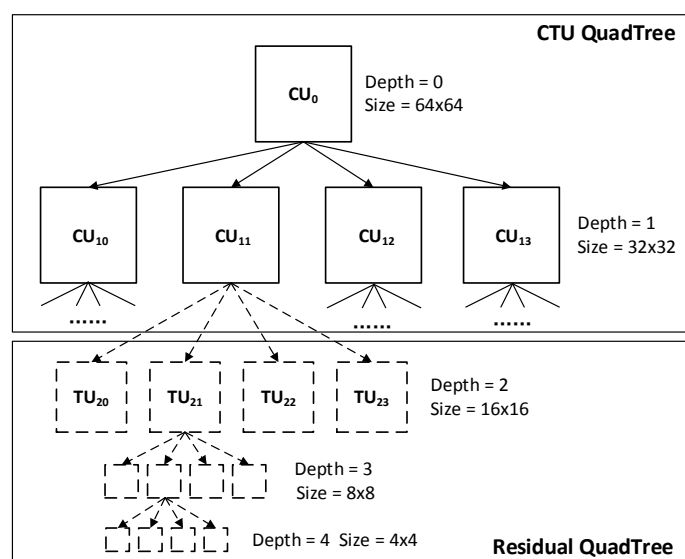 CTU QuadTree
CU0
Depth = 0
Size = 64x64
CU10 CU11 CU12 CU13
Depth = 1
Size = 32x32
...... ...... ......
TU20 TU21 TU22 TU23
Depth = 2
Size = 16x16
Depth = 3
Size = 8x8
Depth = 4 Size = 4x4
Residual QuadTree